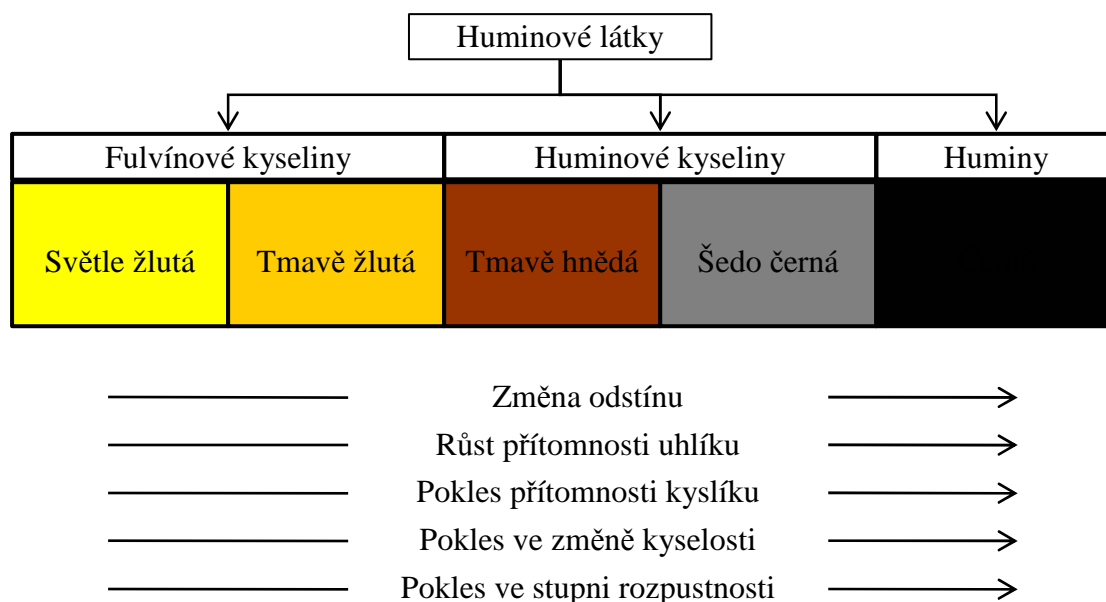 Huminové látky
Fulvínové kyseliny Huminové kyseliny Huminy
Světle žlutá Tmavě žlutá Tmavě hnědá Šedo černá
Změna odstínu
Růst přítomnosti uhlíku
Pokles přítomnosti kyslíku
Pokles ve změně kyselosti
Pokles ve stupni rozpustnosti